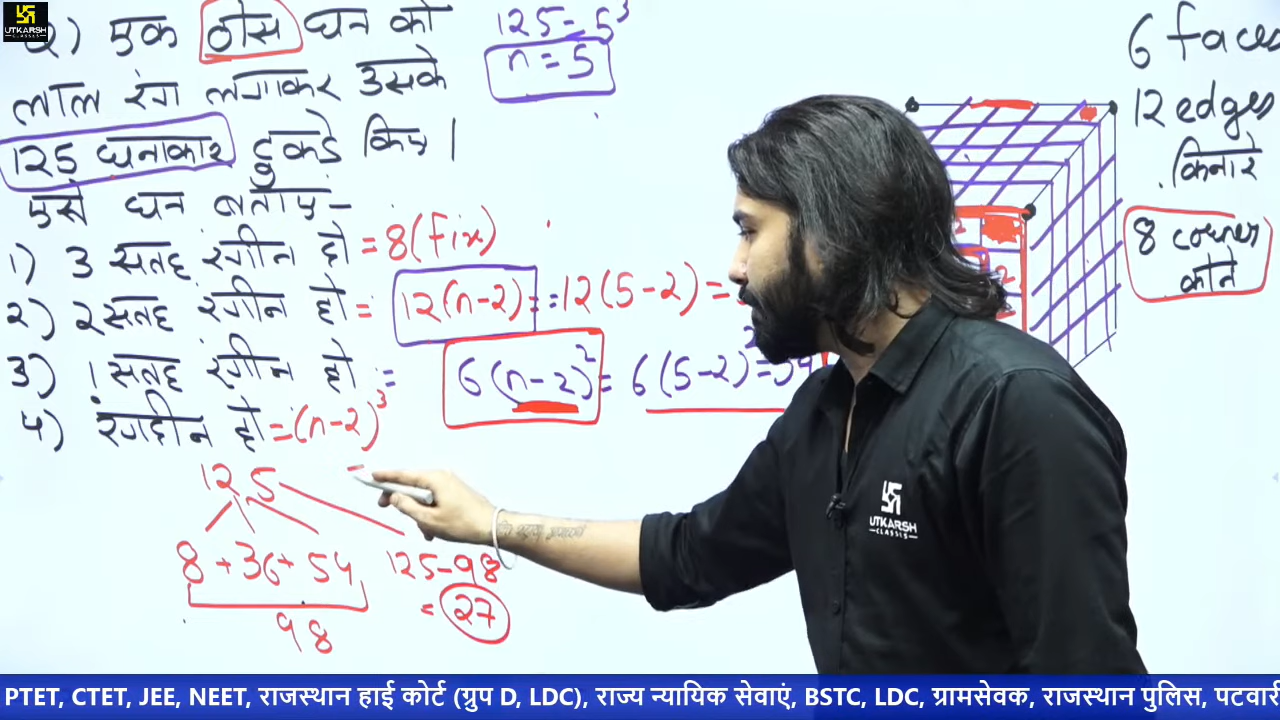 UTKARSH
CLASSES
Q) एक ठोस घन को
लाल रंग लगाकर उसके
125 घनाकार टुकड़े किए |
ऐसे घन बताए-
1) 3 सतह रंगीन हो = 8 (fix)
2) 2 सतह रंगीन हो = 12(n-2) = 12(5-2) =
3) 1 सतह रंगीन हो = 6(n-2)² = 6(5-2)² = 54
4) रंगहीन हो = (n-2)³
125 = 5³
n = 5
125
8 + 36 + 54
98
125-98
= 27
6 faces
12 edges
किनारे
8 corner
कोने
UTKARSH
CLASSES
PTET, CTET, JEE, NEET, राजस्थान हाई कोर्ट (ग्रुप D, LDC), राज्य न्यायिक सेवाएं, BSTC, LDC, ग्रामसेवक, राजस्थान पुलिस, पटवारी